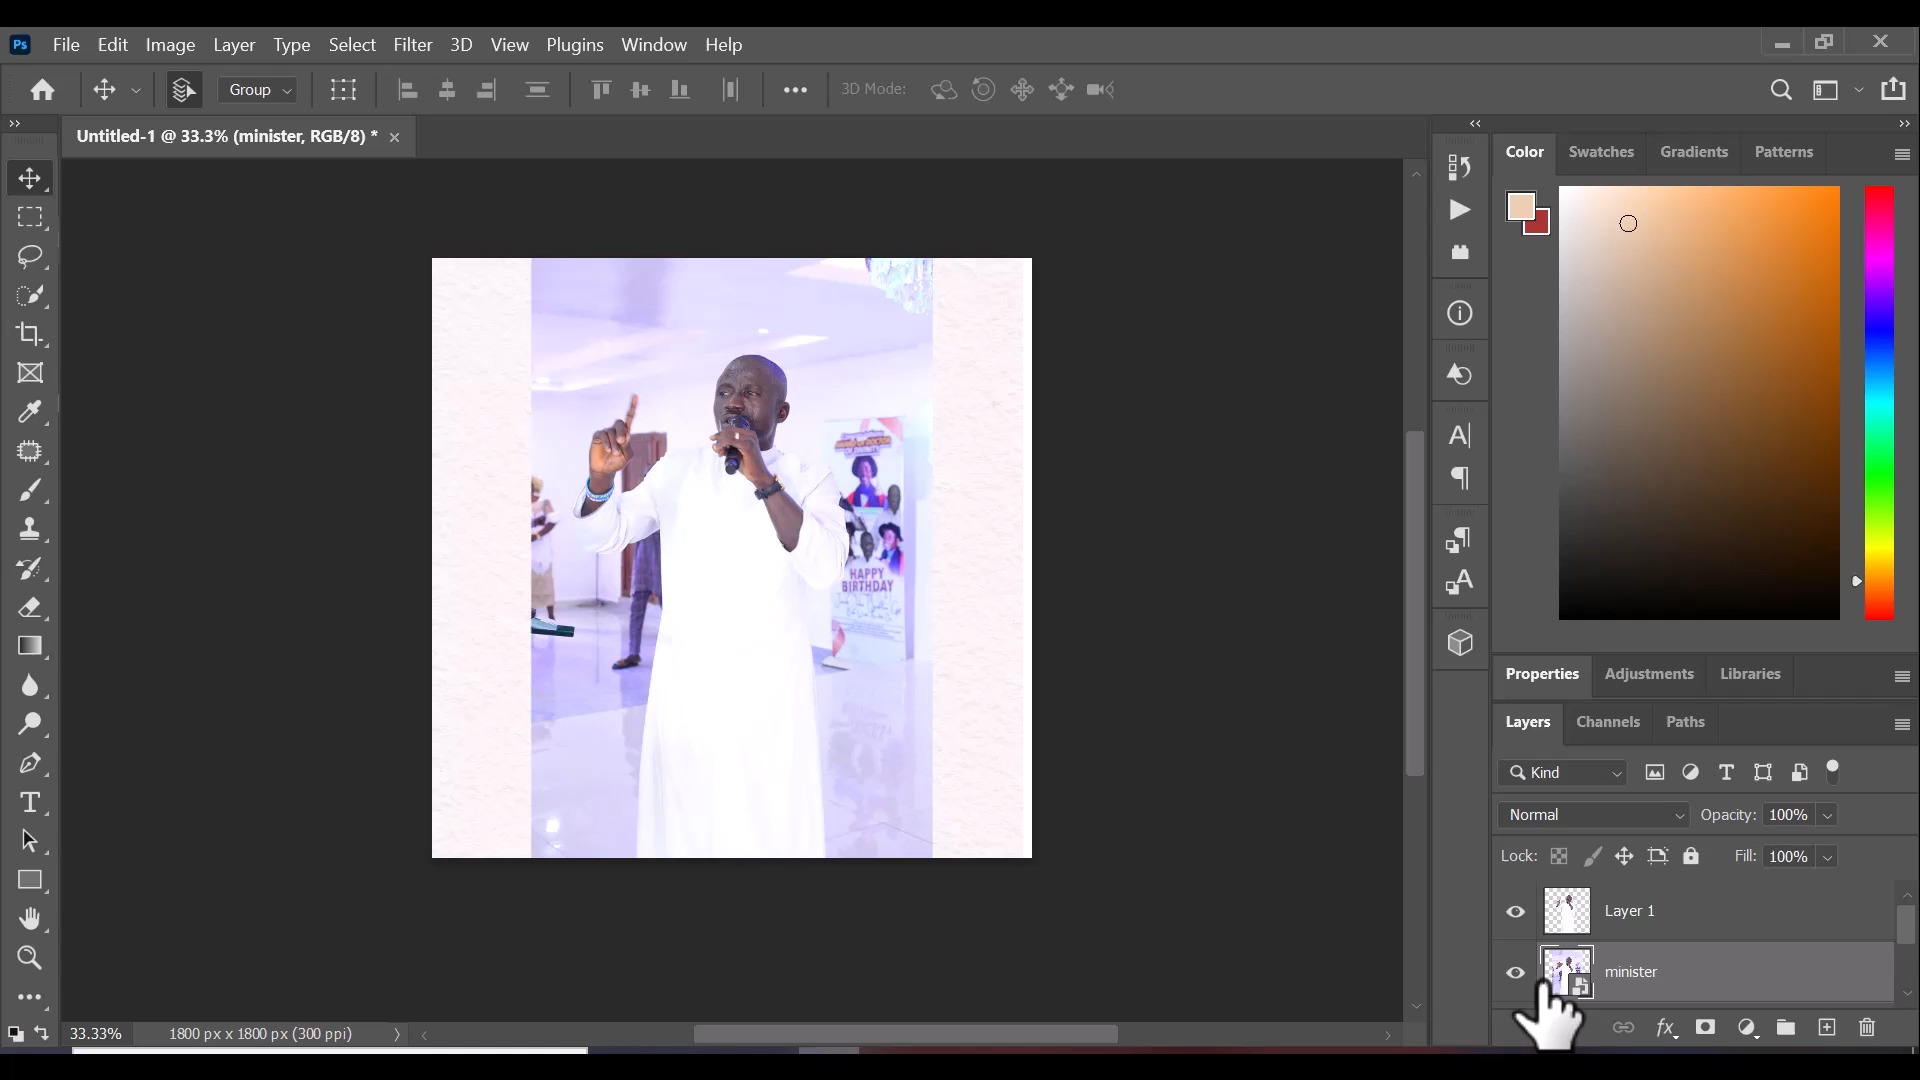 Ps File Edit Image Layer Type Select Filter 3D View Plugins Window Help
Group 3D Mode:
Untitled-1 @ 33.3% (minister, RGB/8) *
Color Swatches Gradients Patterns
HAPPY
BIRTHDAY
Properties Adjustments Libraries
Layers Channels Paths
Kind
Normal Opacity: 100%
Lock: Fill: 100%
Layer 1
minister
33.33% 1800 px x 1800 px (300 ppi)
fx